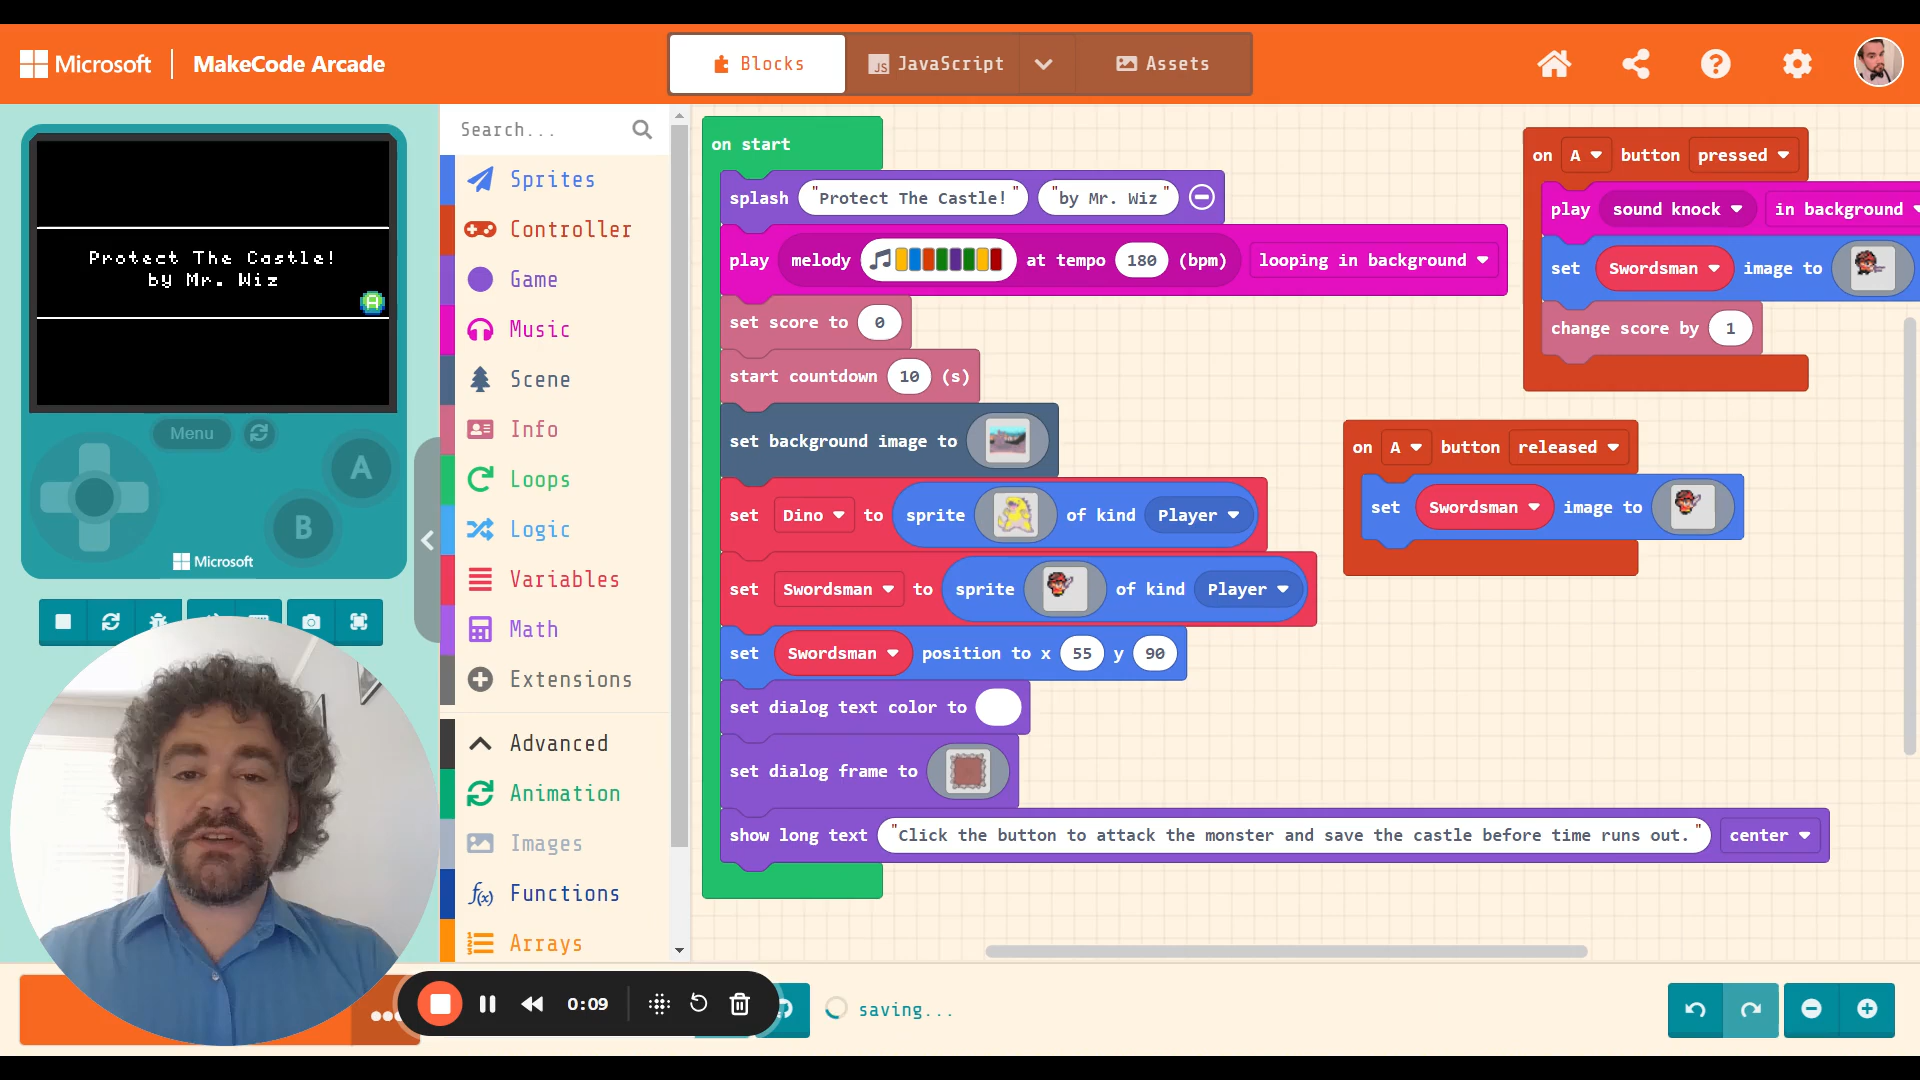 Microsoft
MakeCode Arcade
Blocks
JavaScript
Assets
Protect The Castle!
by Mr. Wiz
A
Menu
A
B
Microsoft
Search...
Sprites
Controller
Game
Music
Scene
Info
Loops
Logic
Variables
Math
Extensions
Advanced
Animation
Images
Functions
Arrays
on start
splash "Protect The Castle!" "by Mr. Wiz"
play melody at tempo 180 (bpm) looping in background
set score to 0
start countdown 10 (s)
set background image to
set Dino to sprite of kind Player
set Swordsman to sprite of kind Player
set Swordsman position to x 55 y 90
set dialog text color to
set dialog frame to
show long text "Click the button to attack the monster and save the castle before time runs out." center
on A button pressed
play sound knock in background
set Swordsman image to
change score by 1
on A button released
set Swordsman image to
0:09
saving...